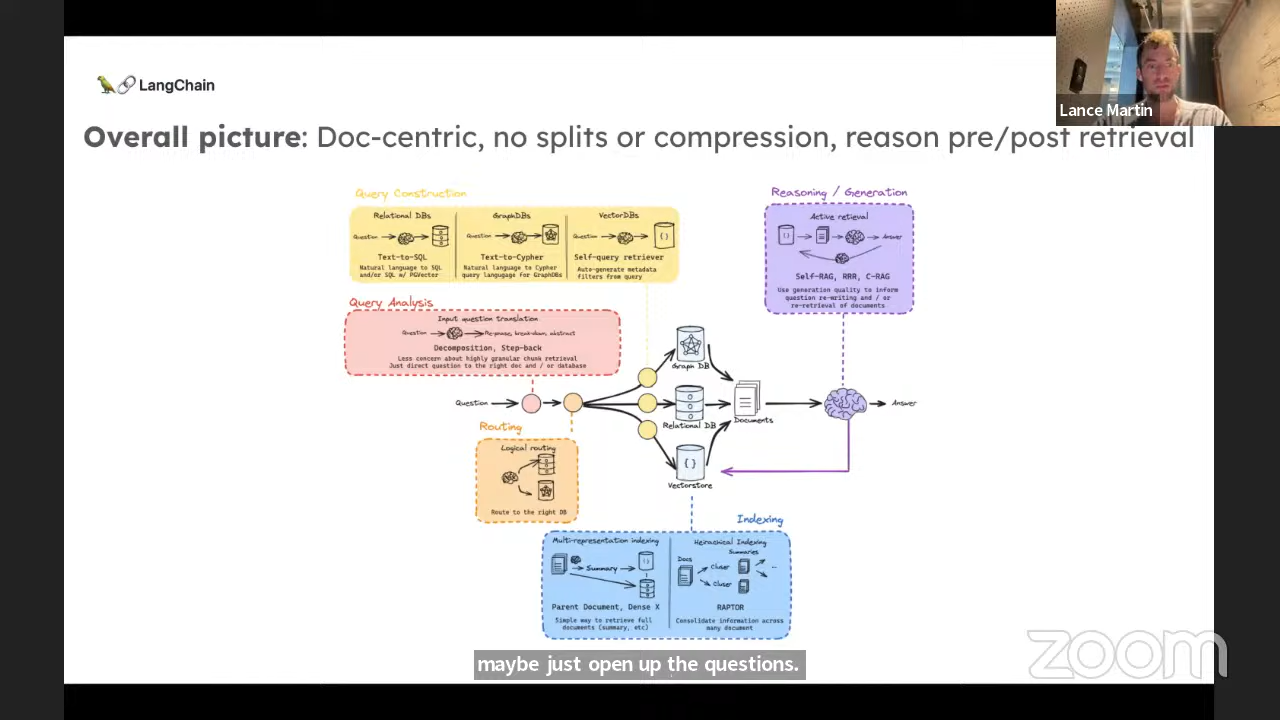 LangChain
Lance Martin
Overall picture: Doc-centric, no splits or compression, reason pre/post retrieval
Query Construction
Relational DBs
Question
Text-to-SQL
Natural language to SQL
and/or SQL w/ PGVector
GraphDBs
Question
Text-to-Cypher
Natural language to Cypher
query language for GraphDBs
VectorDBs
Question
Self-query retriever
Auto-generate metadata
filters from query
Reasoning / Generation
Active retieval
Answer
Self-RAG, RRR, C-RAG
Use generation quality to inform
question re-writing and / or
re-retrieval of documents
Query Analysis
Input question translation
Question
Re-phrase, break-down, abstract
Decomposition, Step-back
Less concern about highly granular chunk retrieval
Just direct question to the right doc and / or database
Question
Graph DB
Relational DB
Vectorstore
Documents
Answer
Routing
Logical routing
Route to the right DB
Indexing
Multi-representation indexing
Summary
Parent Document, Dense X
Simple way to retrieve full
documents (summary, etc)
Heirachical Indexing
Summaries
Docs
Cluser
Cluser
...
RAPTOR
Consolidate information across
many document
maybe just open up the questions.
zoom